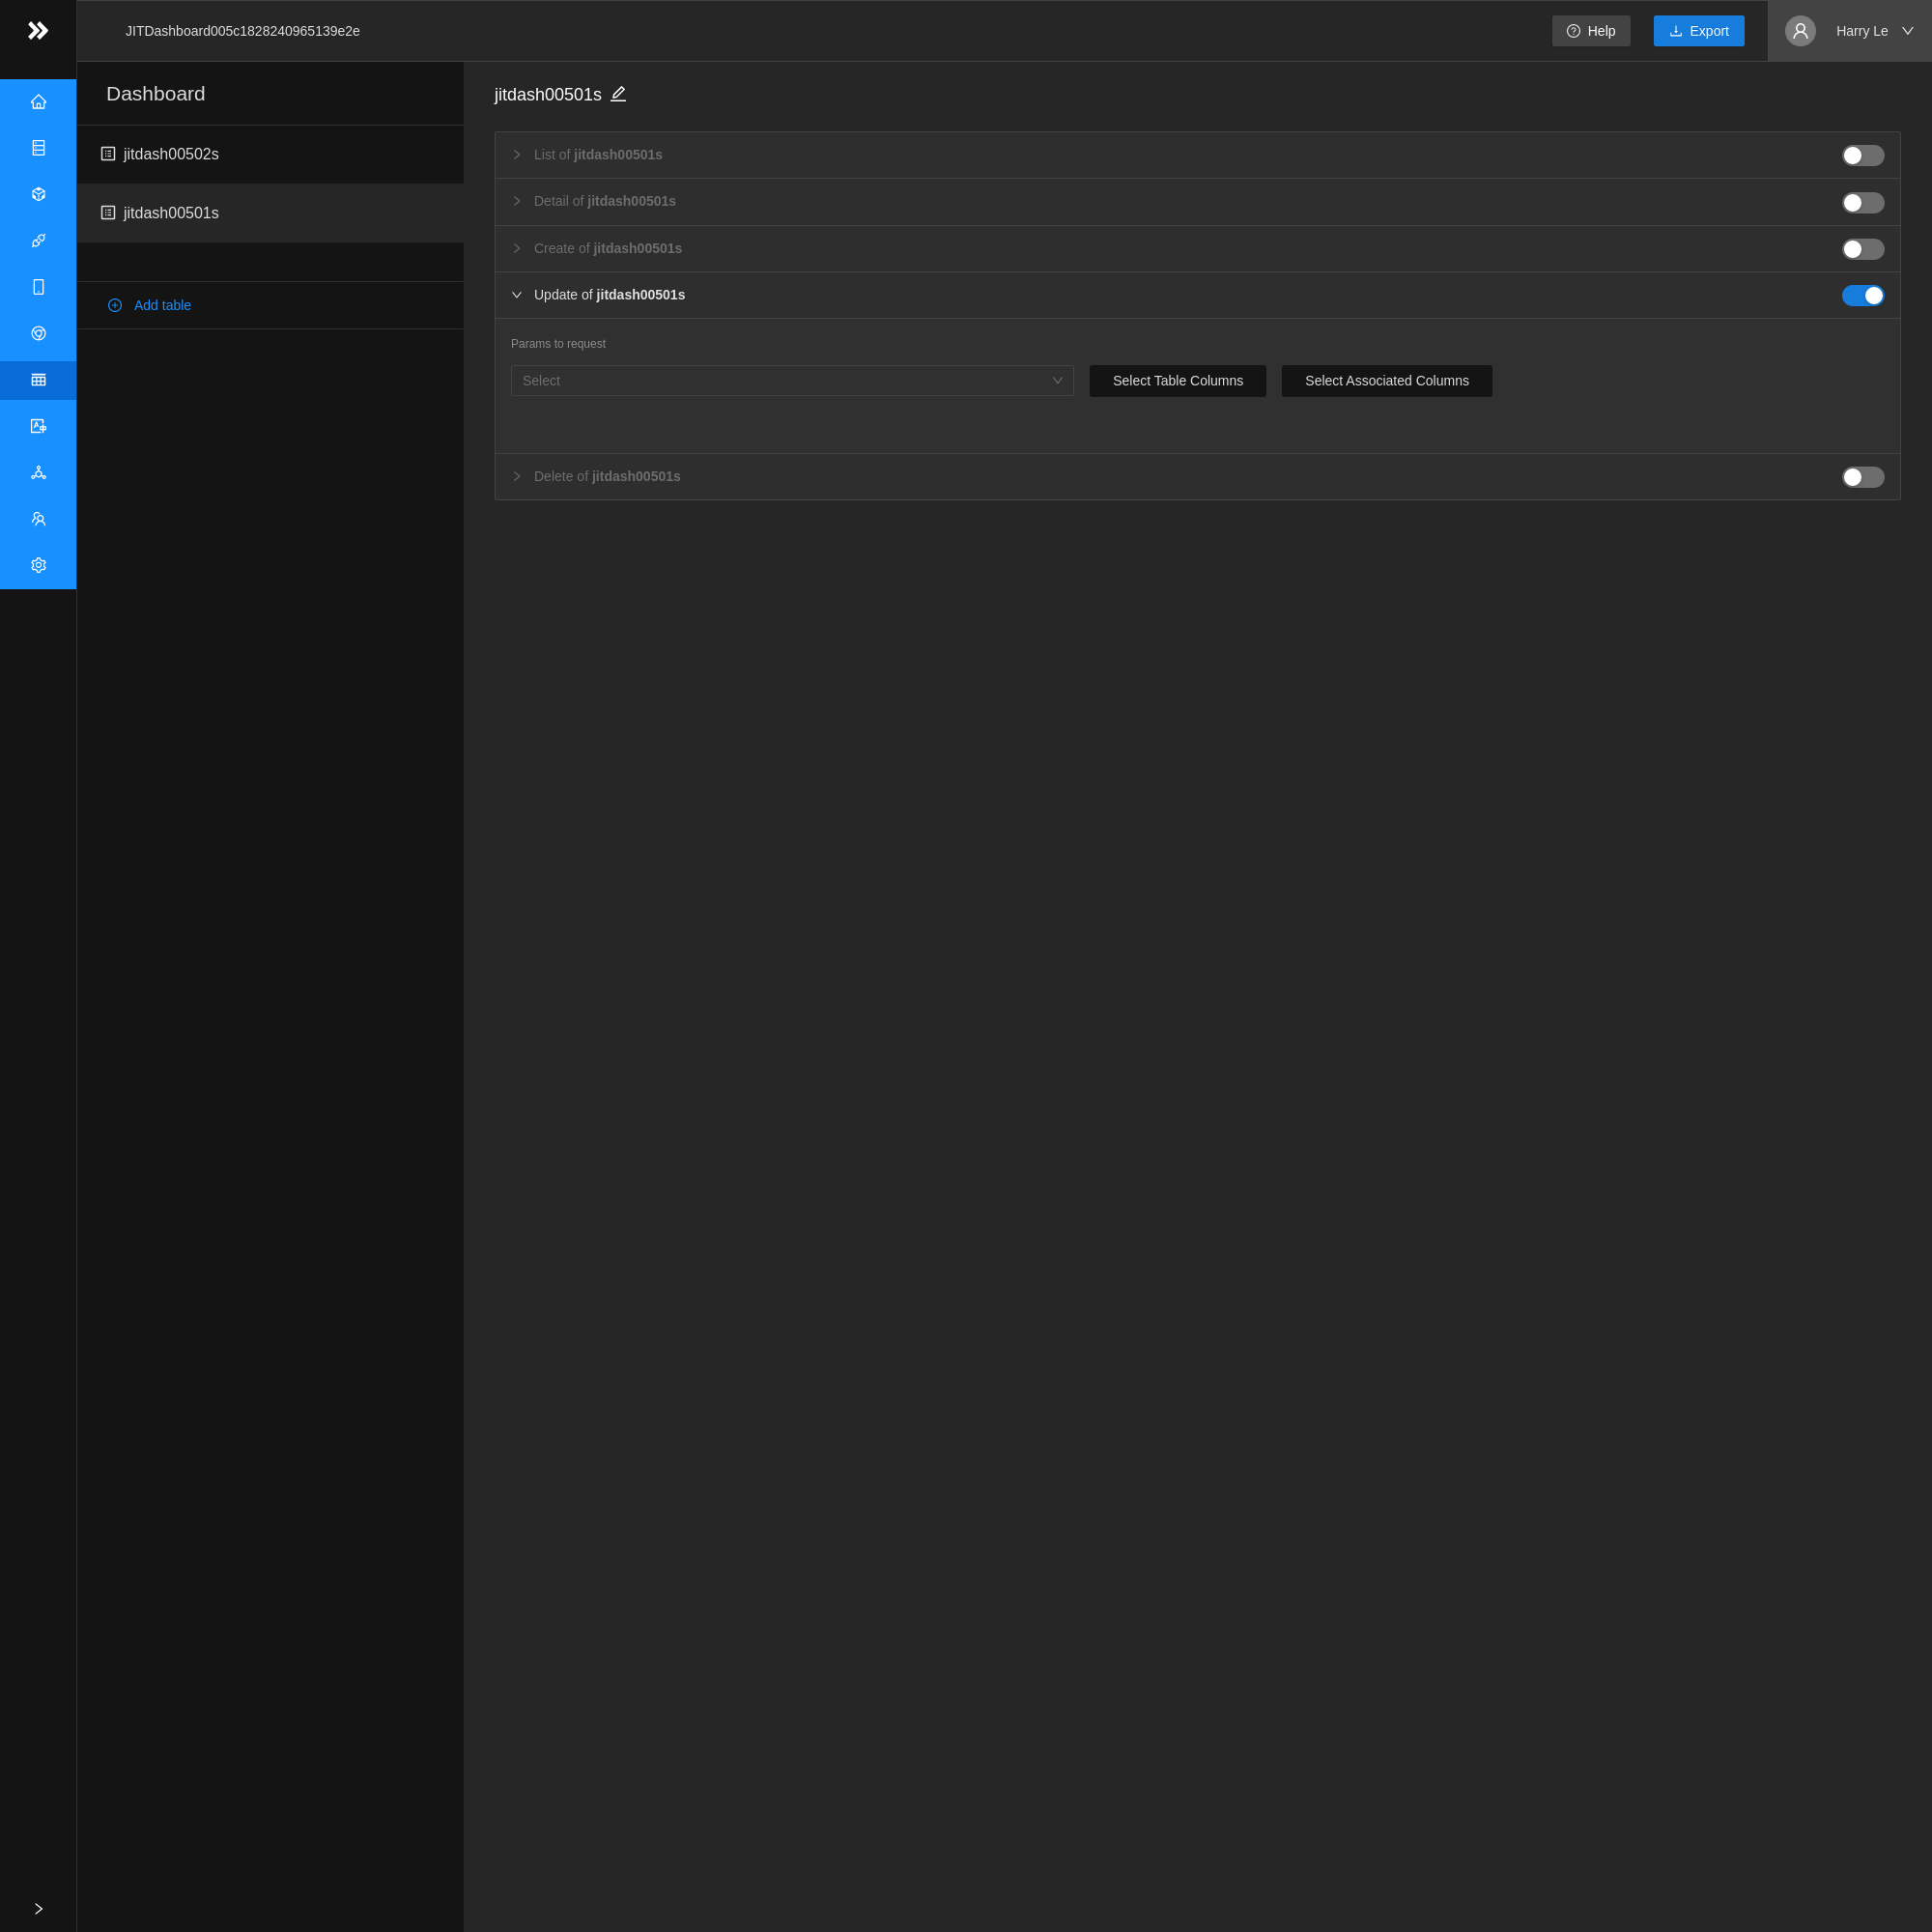 JITDashboard005c1828240965139e2e
Help
Export
Harry Le
Dashboard
jitdash00502s
jitdash00501s
Add table
jitdash00501s
List of jitdash00501s
Detail of jitdash00501s
Create of jitdash00501s
Update of jitdash00501s
Params to request
Select
Select Table Columns
Select Associated Columns
Delete of jitdash00501s